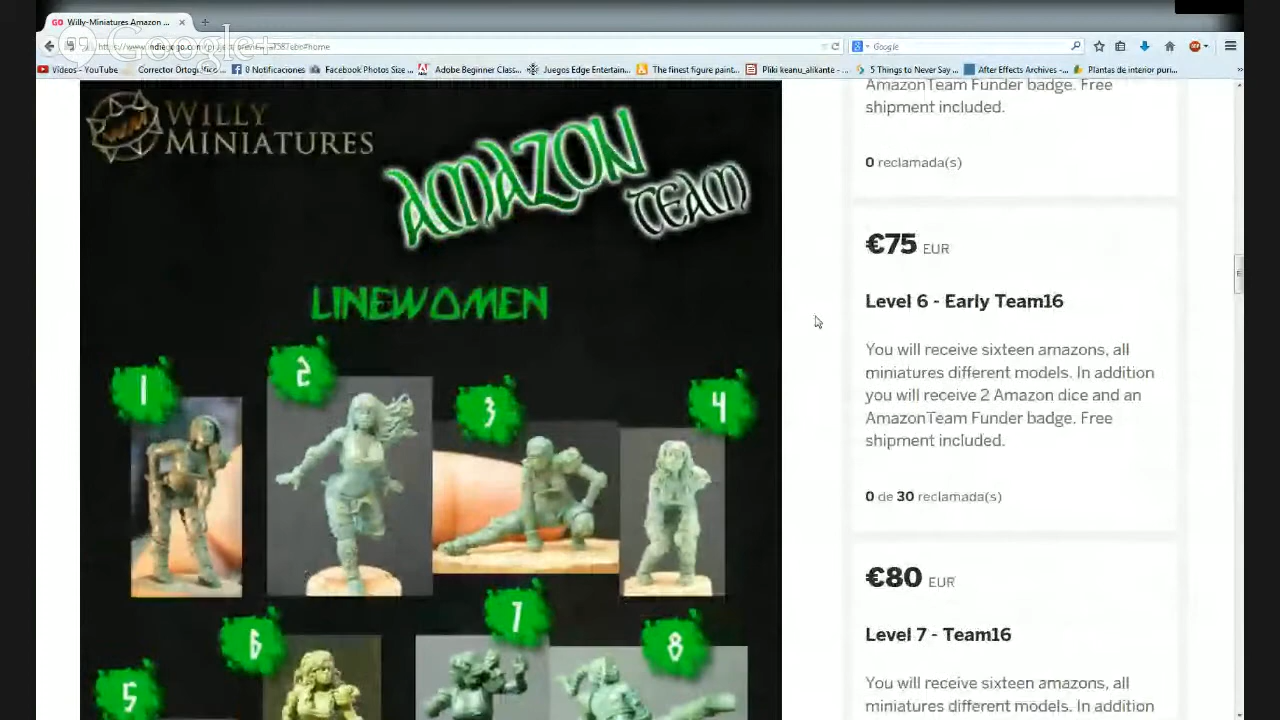 Willy-Miniatures Amazon ...
Google+
Google
Videos - YouTube
Corrector Ortográfic...
0 Notificaciones
Facebook Photos Size ...
Adobe Beginner Class...
Juegos Edge Entertain...
The finest figure paint...
Pliki keanu_alikante - ...
5 Things to Never Say ...
After Effects Archives -...
Plantas de interior puri...
WILLY
MINIATURES
AMAZON
TEAM
LINEWOMEN
1
2
3
4
5
6
7
8
AmazonTeam Funder badge. Free
shipment included.
0 reclamada(s)
€75 EUR
Level 6 - Early Team16
You will receive sixteen amazons, all
miniatures different models. In addition
you will receive 2 Amazon dice and an
AmazonTeam Funder badge. Free
shipment included.
0 de 30 reclamada(s)
€80 EUR
Level 7 - Team16
You will receive sixteen amazons, all
miniatures different models. In addition